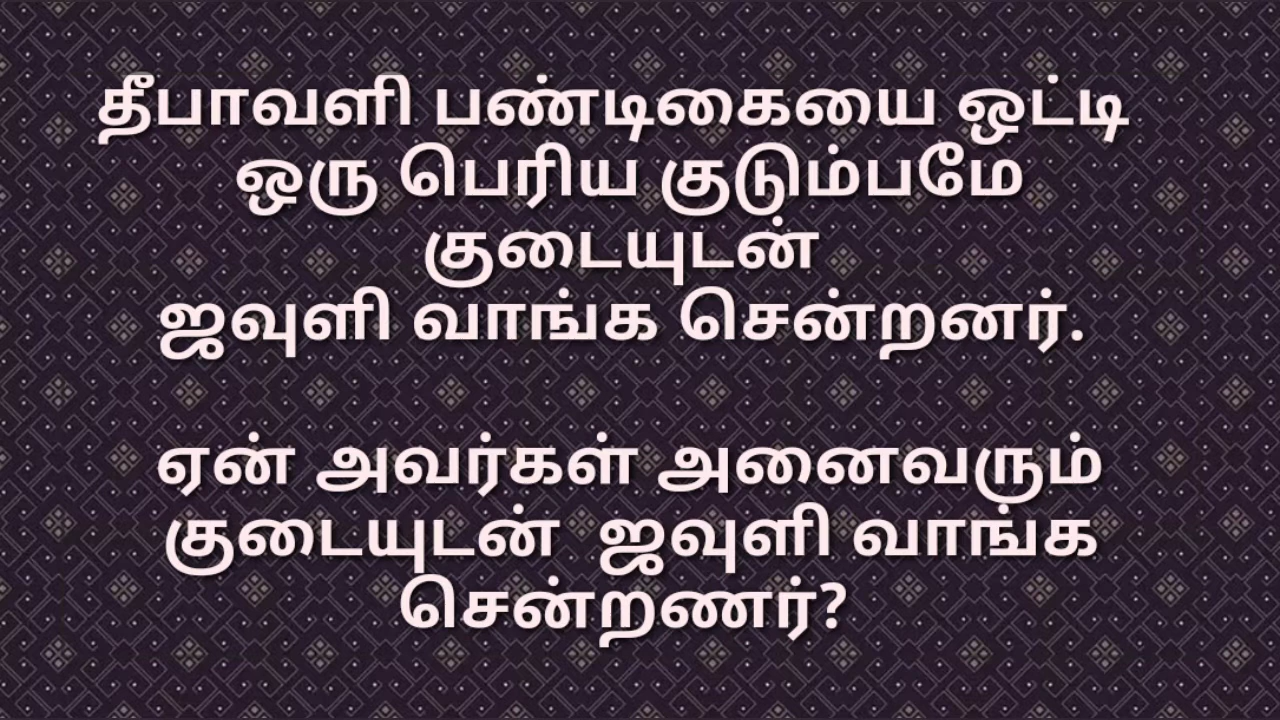 தீபாவளி பண்டிகையை ஒட்டி
ஒரு பெரிய குடும்பமே
குடையுடன்
ஜவுளி வாங்க சென்றனர்.
ஏன் அவர்கள் அனைவரும்
குடையுடன் ஜவுளி வாங்க
சென்றணர்?